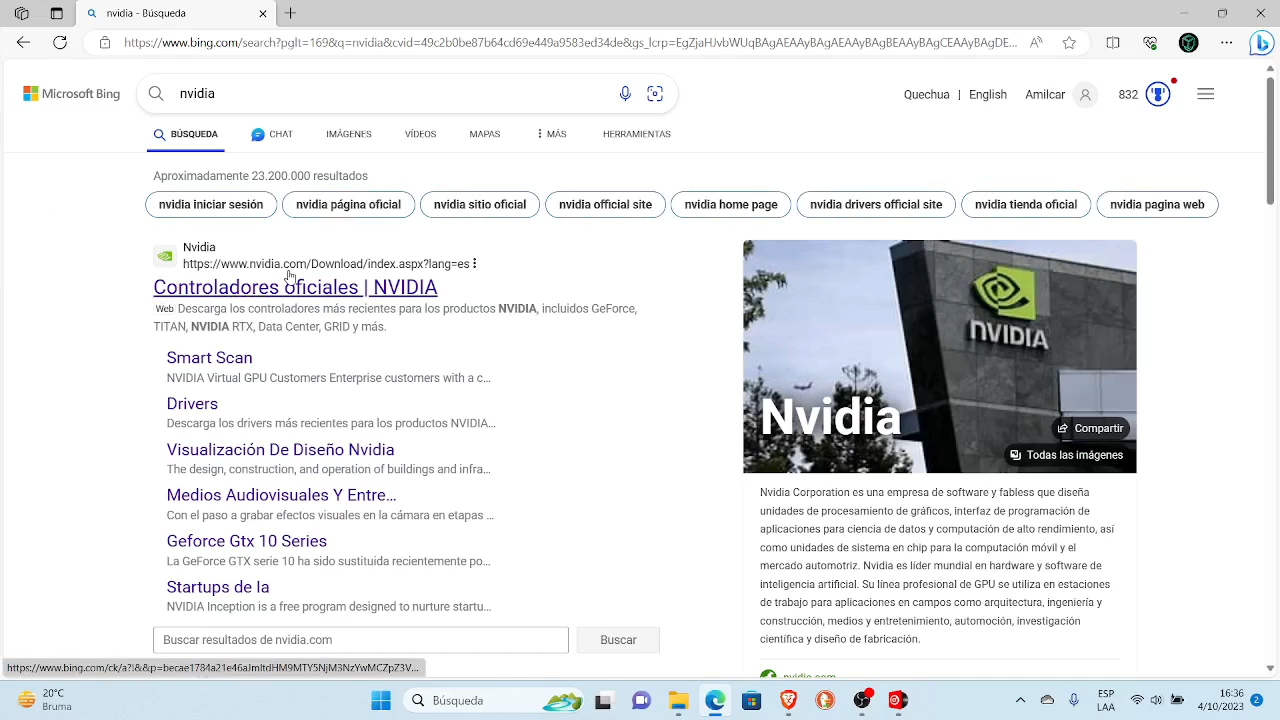 nvidia - Búsqueda
https://www.bing.com/search?pglt=169&q=nvidia&cvid=49c2b0be87b64cd69e449a9583ed34de&gs_lcrp=EgZjaHJvbWUqBAgAEAAyBAgAEAAyBAgBEAAyBAgCEAAyBAgDE...
Microsoft Bing
nvidia
Quechua | English Amilcar 832
BÚSQUEDA CHAT IMÁGENES VÍDEOS MAPAS MÁS HERRAMIENTAS
Aproximadamente 23.200.000 resultados
nvidia iniciar sesión nvidia página oficial nvidia sitio oficial nvidia official site nvidia home page nvidia drivers official site nvidia tienda oficial nvidia pagina web
Nvidia
https://www.nvidia.com/Download/index.aspx?lang=es
Controladores oficiales | NVIDIA
Web Descarga los controladores más recientes para los productos NVIDIA, incluidos GeForce,
TITAN, NVIDIA RTX, Data Center, GRID y más.
Smart Scan
NVIDIA Virtual GPU Customers Enterprise customers with a c...
Drivers
Descarga los drivers más recientes para los productos NVIDIA...
Visualización De Diseño Nvidia
The design, construction, and operation of buildings and infra...
Medios Audiovisuales Y Entre...
Con el paso a grabar efectos visuales en la cámara en etapas ...
Geforce Gtx 10 Series
La GeForce GTX serie 10 ha sido sustituida recientemente po...
Startups de Ia
NVIDIA Inception is a free program designed to nurture startu...
Buscar resultados de nvidia.com
Buscar
NVIDIA
Nvidia
Compartir
Todas las imágenes
Nvidia Corporation es una empresa de software y fabless que diseña
unidades de procesamiento de gráficos, interfaz de programación de
aplicaciones para ciencia de datos y computación de alto rendimiento, así
como unidades de sistema en chip para la computación móvil y el
mercado automotriz. Nvidia es líder mundial en hardware y software de
inteligencia artificial. Su línea profesional de GPU se utiliza en estaciones
de trabajo para aplicaciones en campos como arquitectura, ingeniería y
construcción, medios y entretenimiento, automoción, investigación
científica y diseño de fabricación.
nvidia.com
https://www.bing.com/ck/a?!&&p=becae1784a21e46aJmltdHM9MTY5NjM3NzYwMCZpZ3V...
20°C
Bruma
Búsqueda
ESP
LAA
16:36
4/10/2023
2